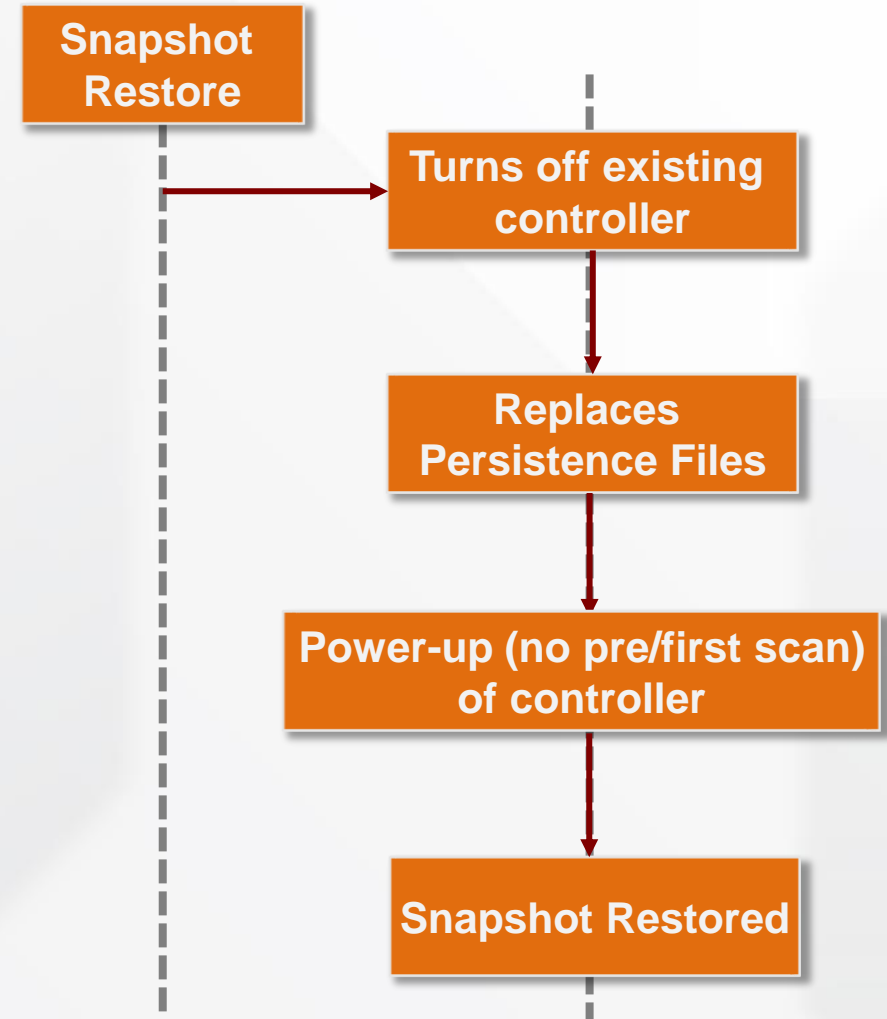 Snapshot
Restore
Turns off existing
controller
Replaces
Persistence Files
Power-up (no pre/first scan)
of controller
Snapshot Restored